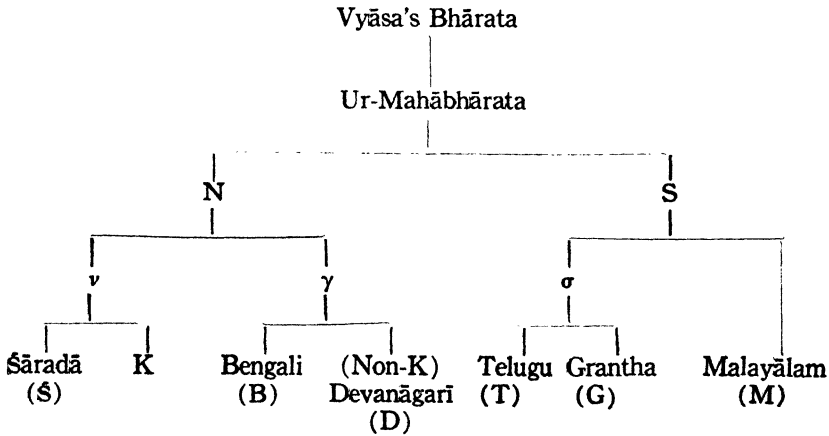 Vyāsa's Bhārata
Ur-Mahābhārata
N S
ν γ σ
Śāradā K Bengali (Non-K) Telugu Grantha Malayālam
(Ś) (B) Devanāgarī (T) (G) (M)
(D)